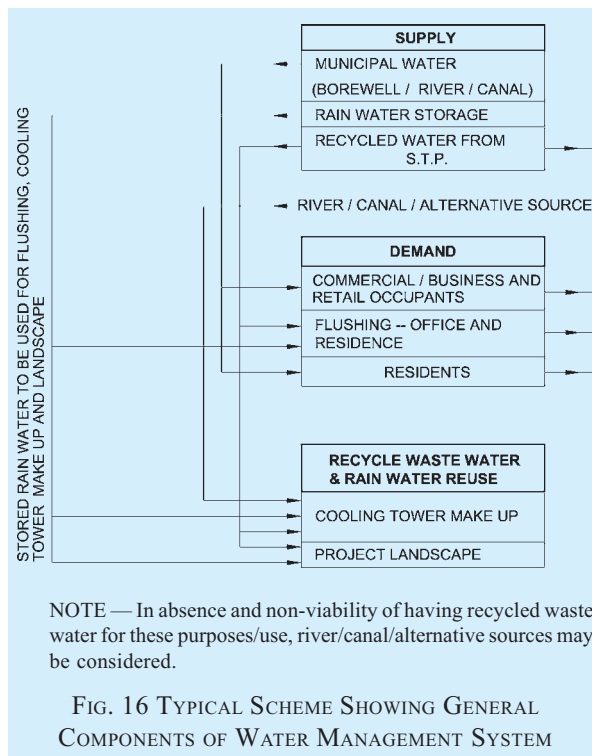 SUPPLY
MUNICIPAL WATER
(BOREWELL / RIVER / CANAL)
RAIN WATER STORAGE
RECYCLED WATER FROM
S.T.P.
RIVER / CANAL / ALTERNATIVE SOURCE
DEMAND
COMMERCIAL / BUSINESS AND
RETAIL OCCUPANTS
FLUSHING -- OFFICE AND
RESIDENCE
RESIDENTS
RECYCLE WASTE WATER
& RAIN WATER REUSE
COOLING TOWER MAKE UP
PROJECT LANDSCAPE
STORED RAIN WATER TO BE USED FOR FLUSHING, COOLING
TOWER MAKE UP AND LANDSCAPE
NOTE — In absence and non-viability of having recycled waste
water for these purposes/use, river/canal/alternative sources may
be considered.
FIG. 16 TYPICAL SCHEME SHOWING GENERAL
COMPONENTS OF WATER MANAGEMENT SYSTEM